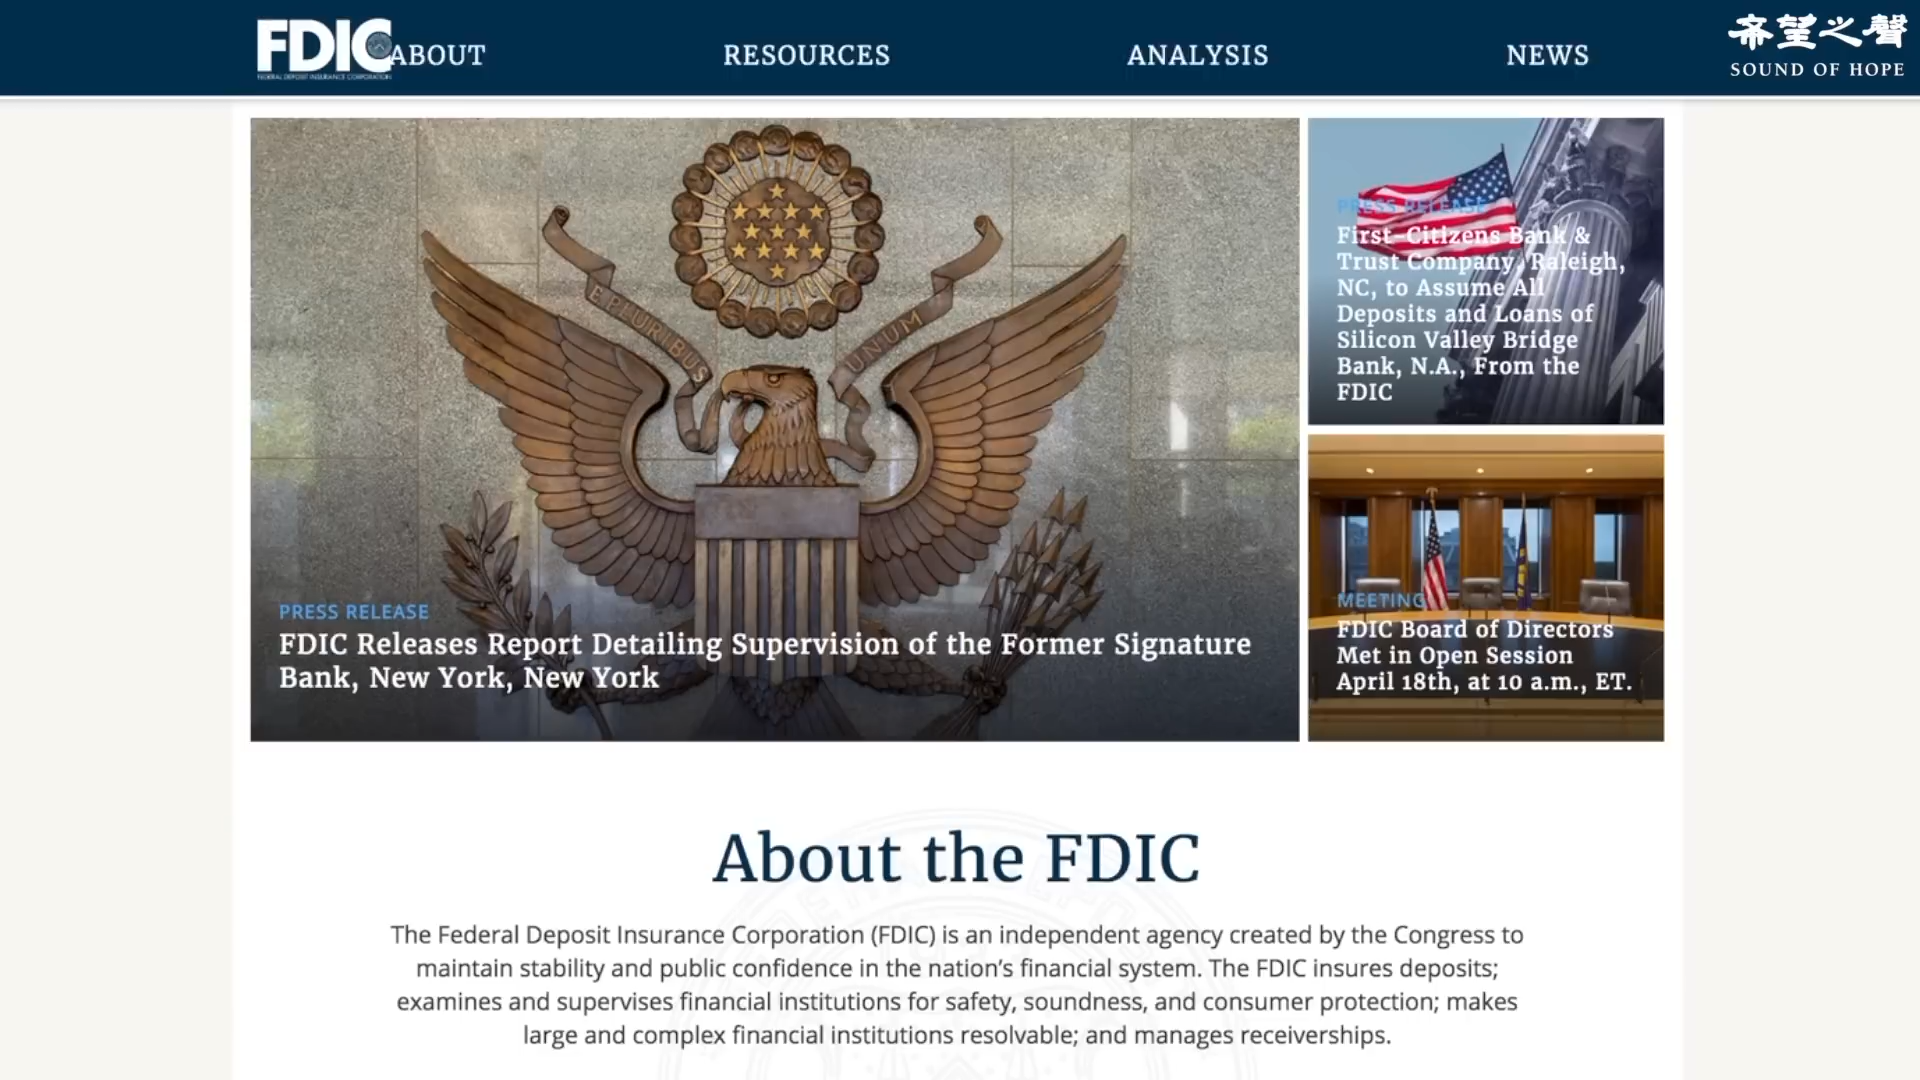 FDIC
FEDERAL DEPOSIT INSURANCE CORPORATION
ABOUT
RESOURCES
ANALYSIS
NEWS
希望之聲
SOUND OF HOPE
E PLURIBUS
UNUM
PRESS RELEASE
FDIC Releases Report Detailing Supervision of the Former Signature
Bank, New York, New York
PRESS RELEASE
First-Citizens Bank &
Trust Company, Raleigh,
NC, to Assume All
Deposits and Loans of
Silicon Valley Bridge
Bank, N.A., From the
FDIC
MEETING
FDIC Board of Directors
Met in Open Session
April 18th, at 10 a.m., ET.
About the FDIC
The Federal Deposit Insurance Corporation (FDIC) is an independent agency created by the Congress to
maintain stability and public confidence in the nation’s financial system. The FDIC insures deposits;
examines and supervises financial institutions for safety, soundness, and consumer protection; makes
large and complex financial institutions resolvable; and manages receiverships.